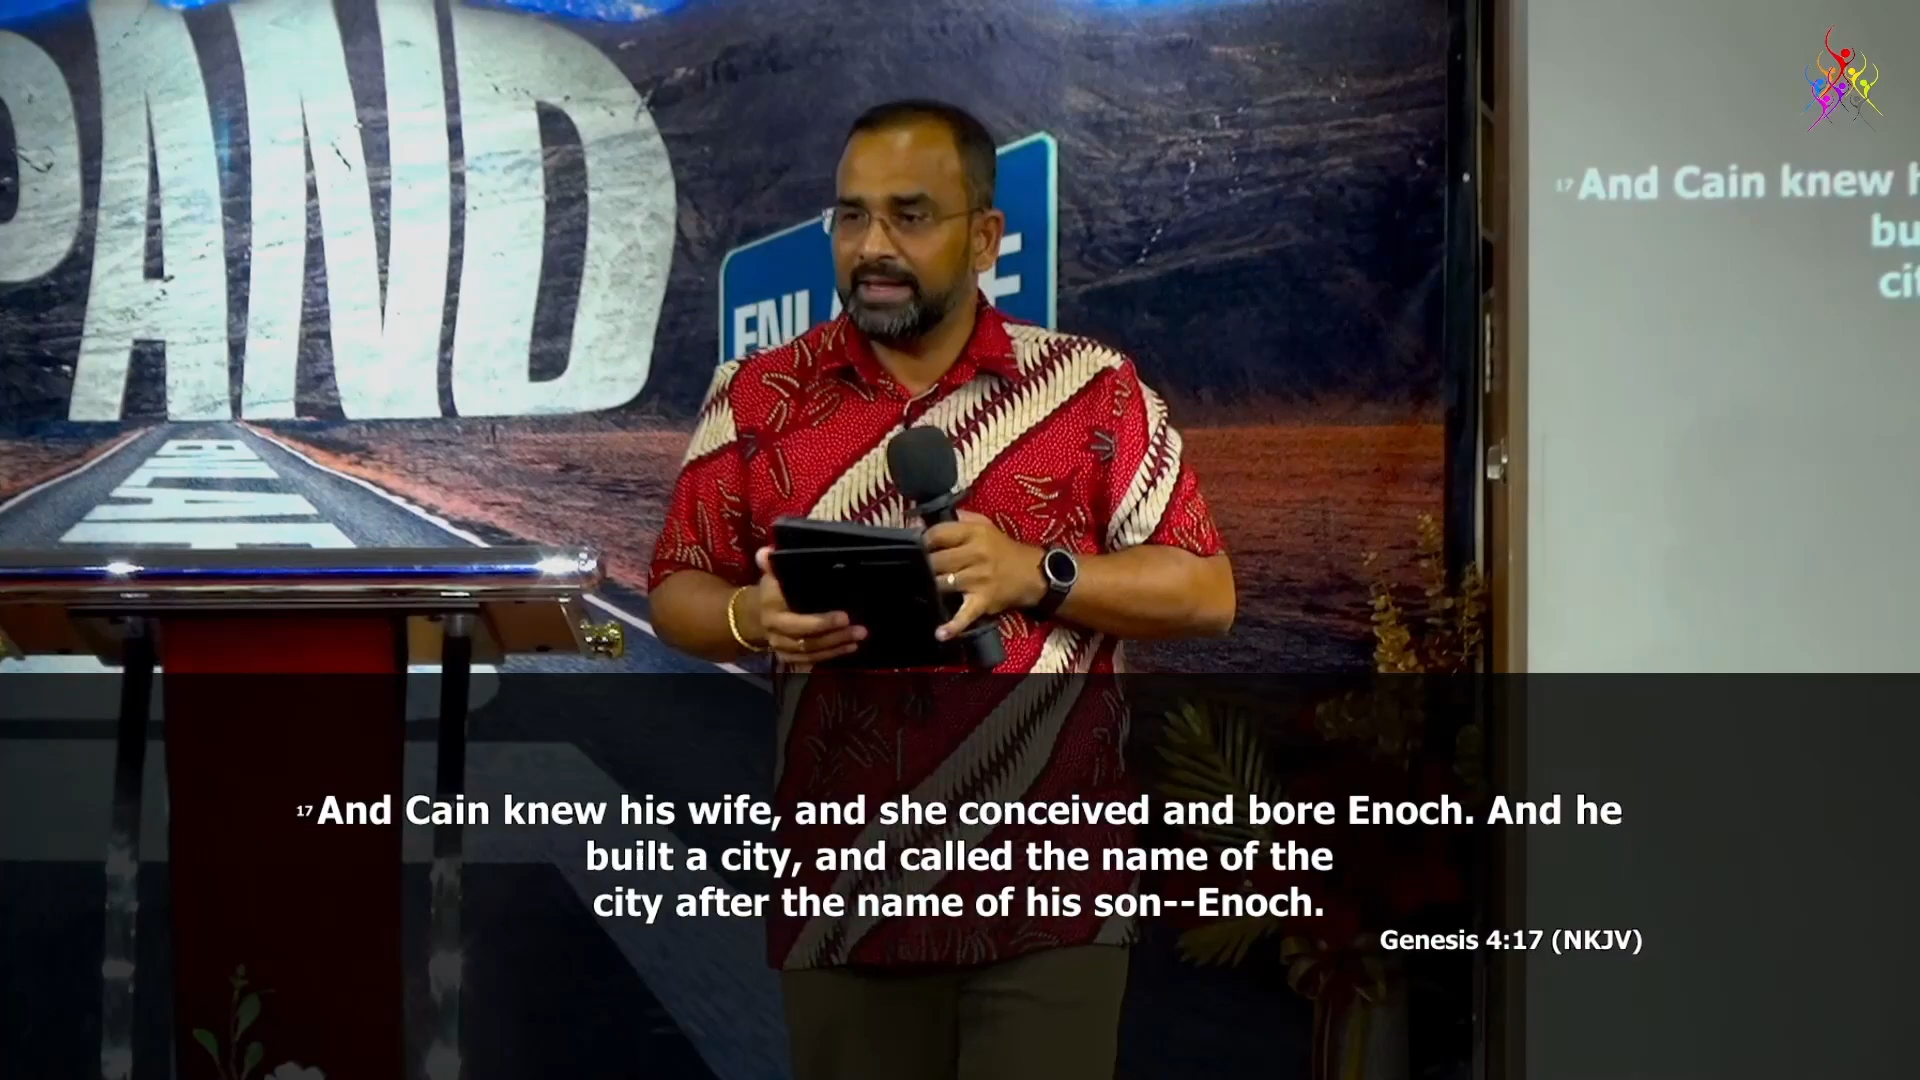 PAND
ENLARGE
BUILD
17 And Cain knew h
bu
cit
17 And Cain knew his wife, and she conceived and bore Enoch. And he
built a city, and called the name of the
city after the name of his son--Enoch.
Genesis 4:17 (NKJV)